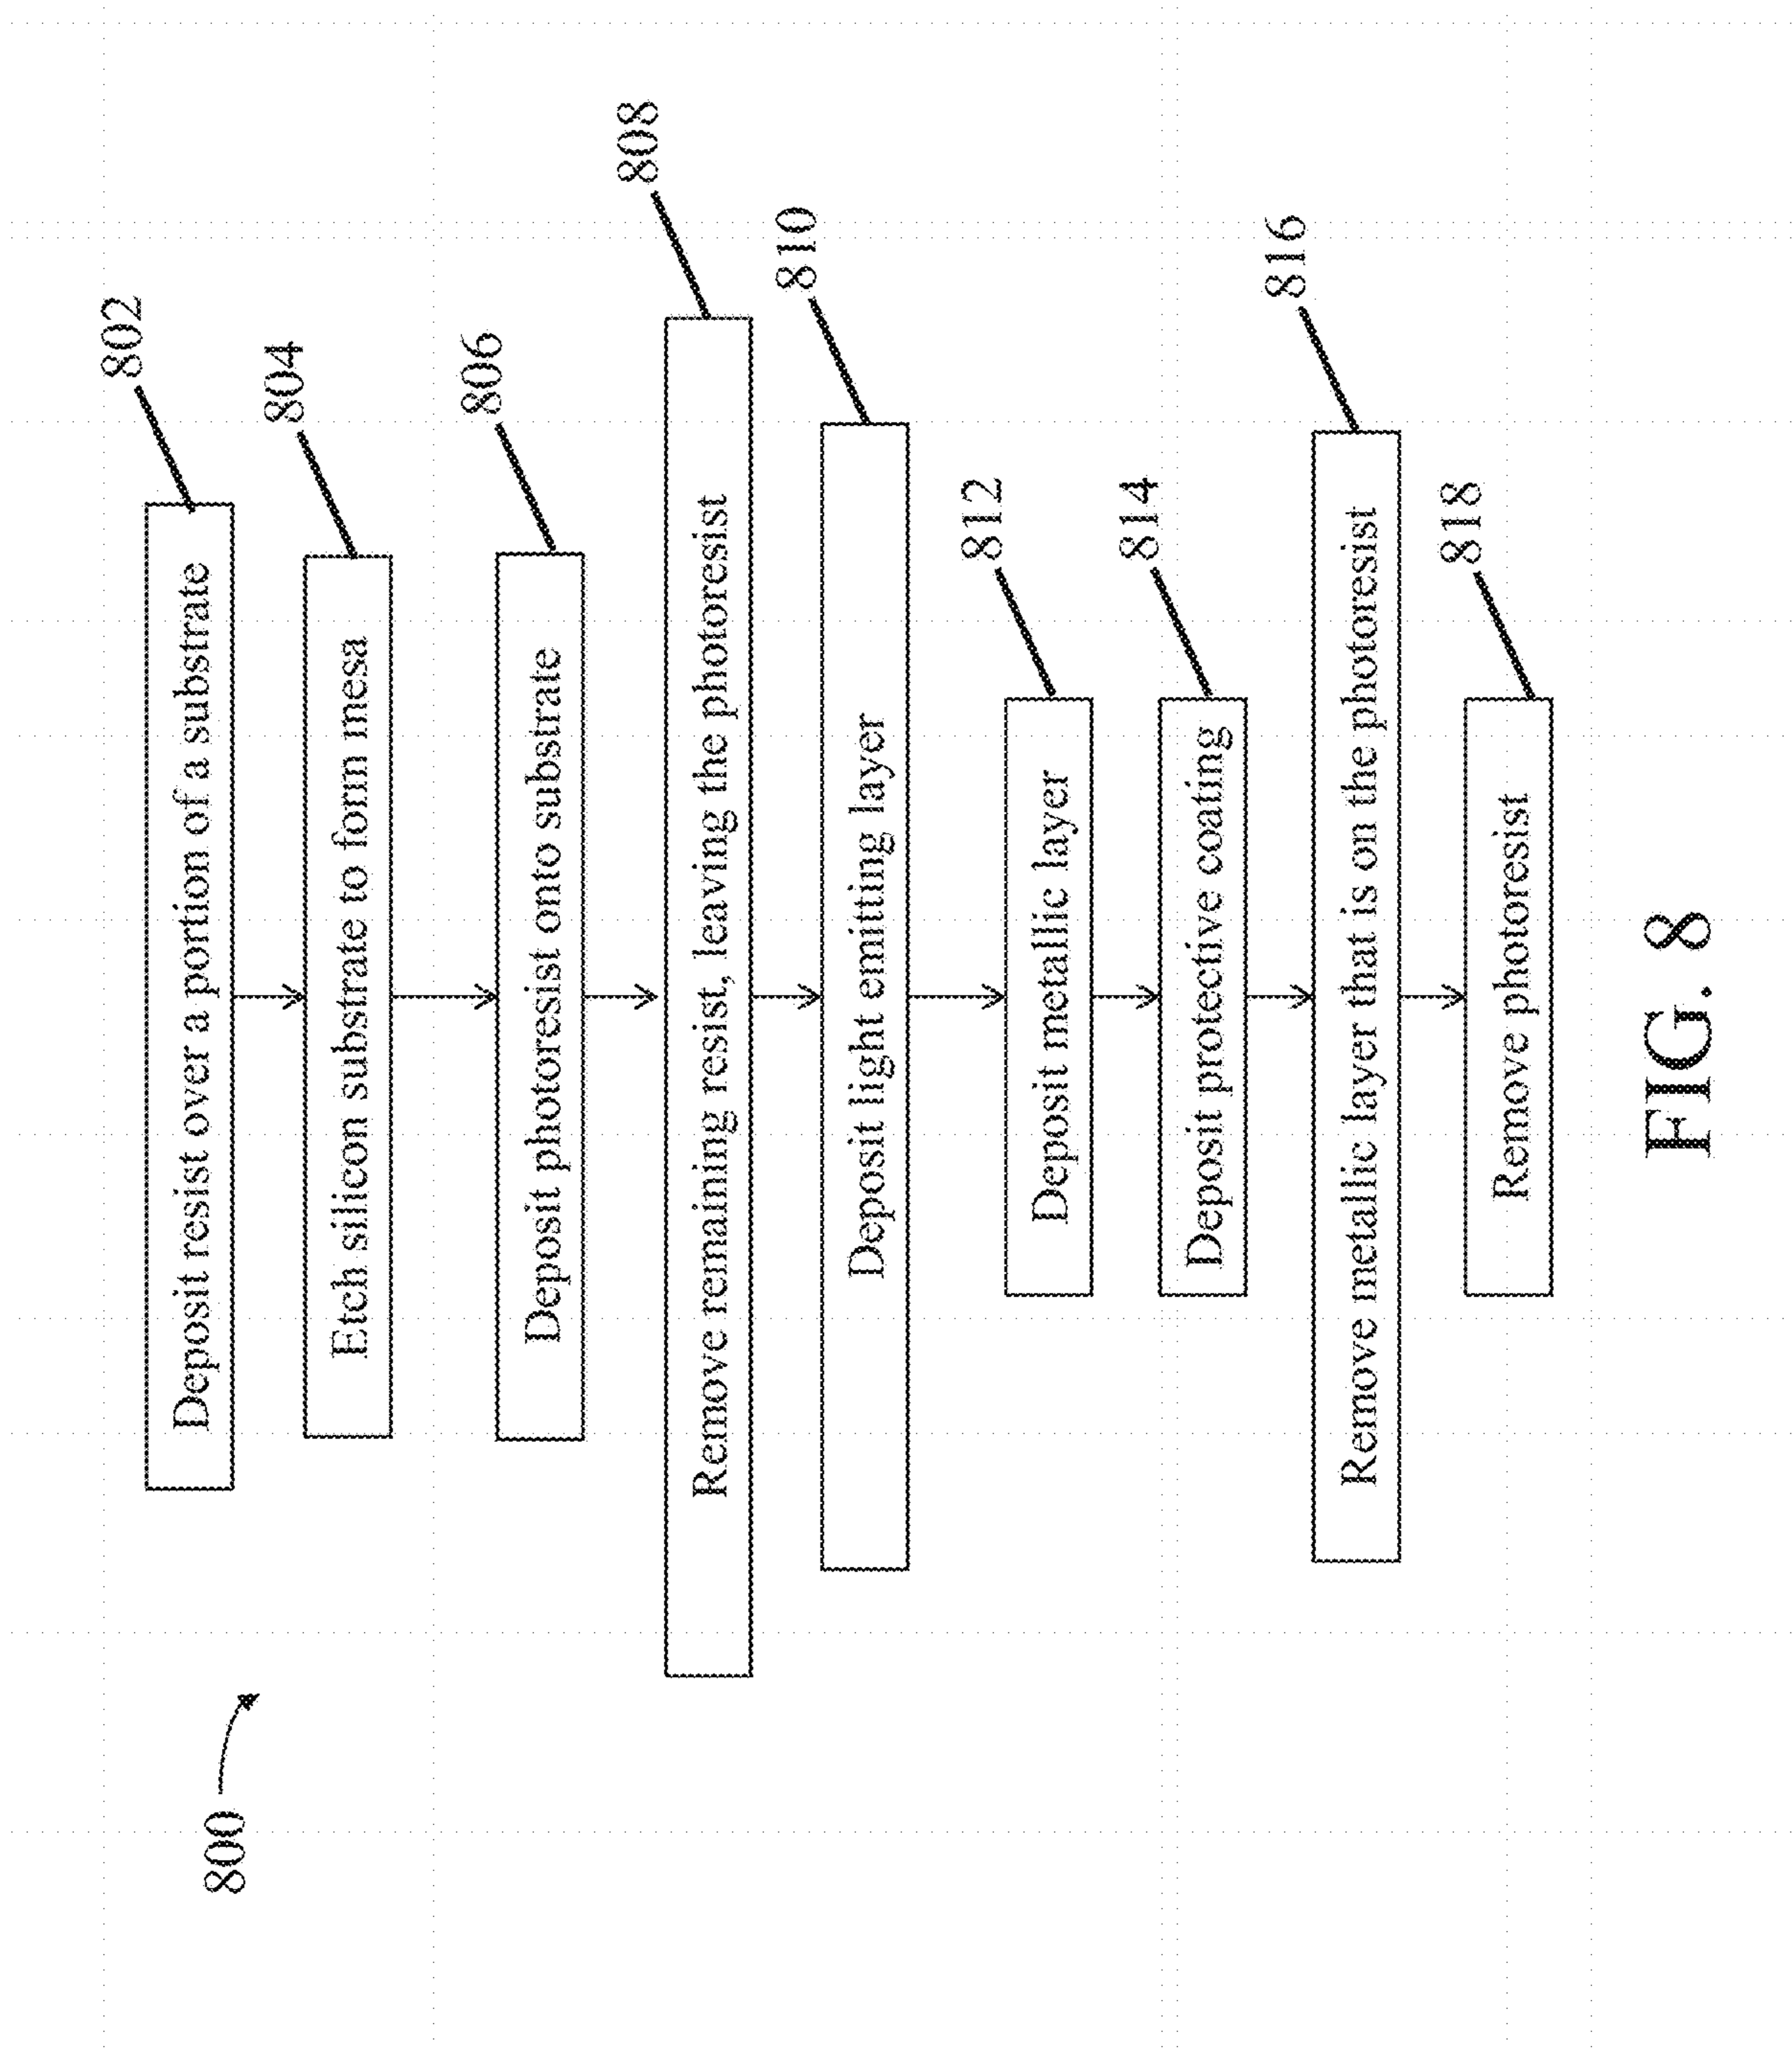 800
Deposit resist over a portion of a substrate
802
Etch silicon substrate to form mesa
804
Deposit photoresist onto substrate
806
Remove remaining resist, leaving the photoresist
808
Deposit light emitting layer
810
Deposit metallic layer
812
Deposit protective coating
814
Remove metallic layer that is on the photoresist
816
Remove photoresist
818
FIG. 8